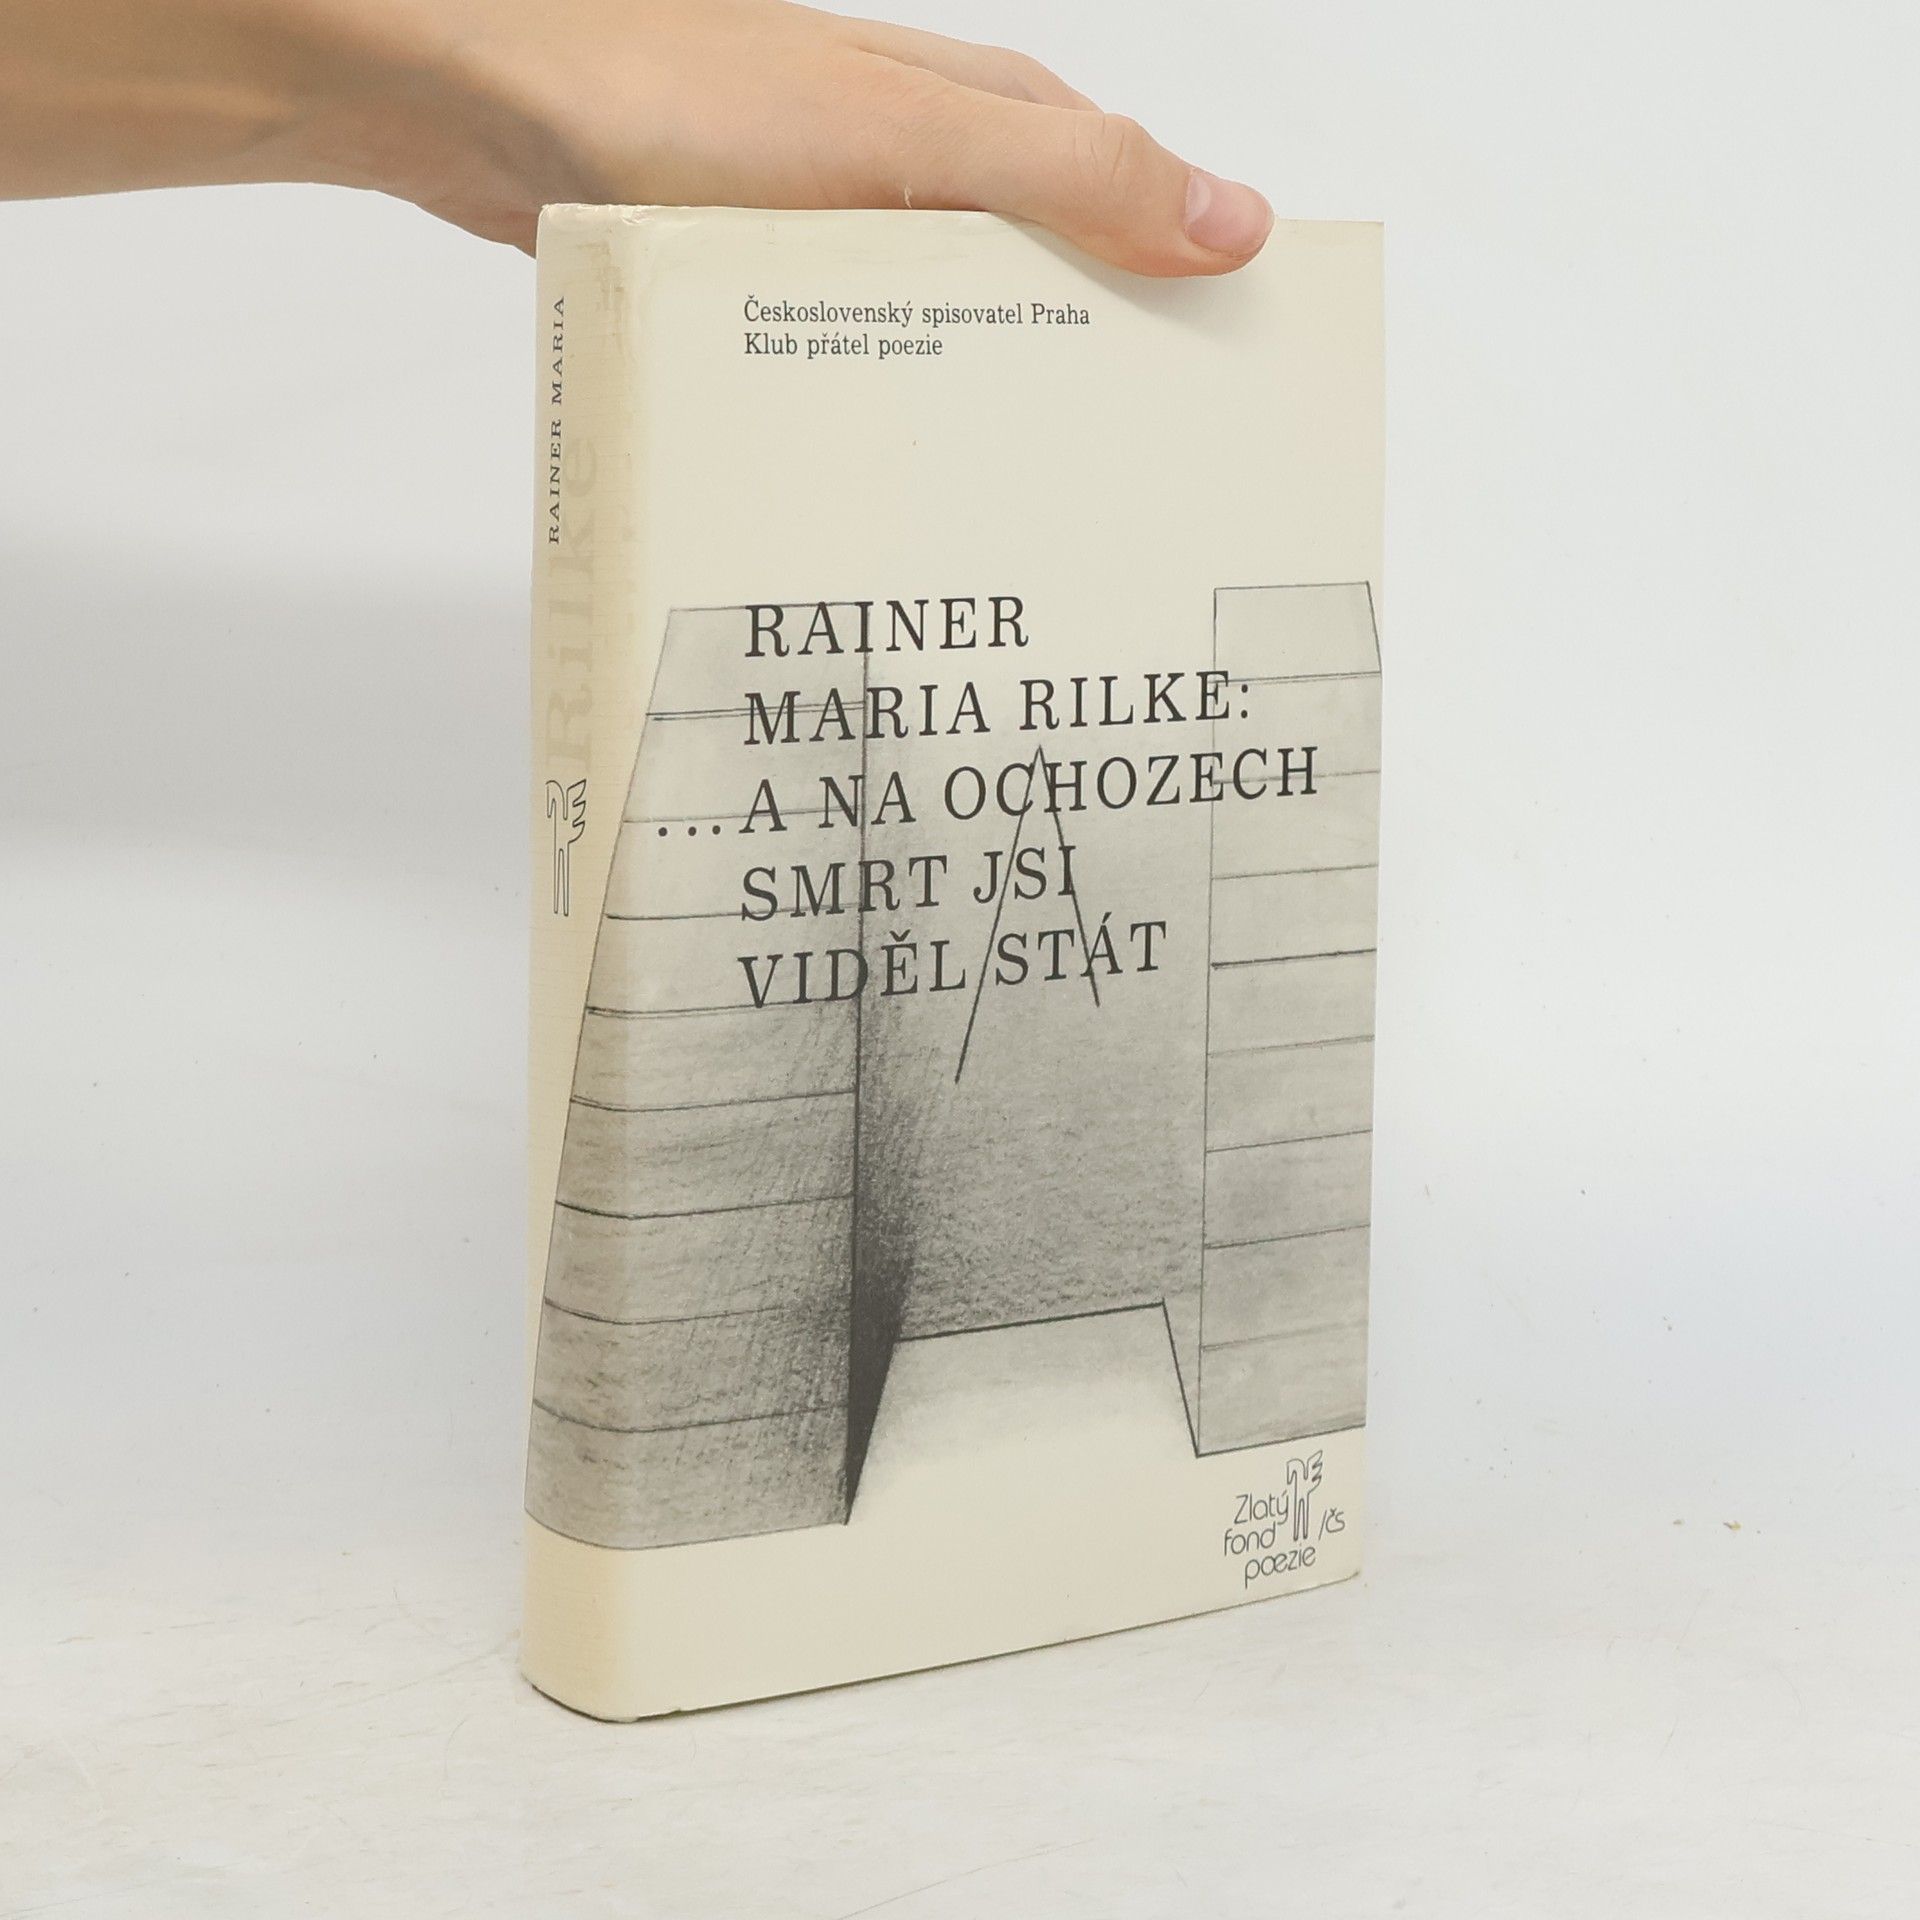 RAINER MARIA
Rilke
Československý spisovatel Praha
Klub přátel poezie
RAINER
MARIA RILKE:
...A NA OCHOZECH
SMRT JSI
VIDĚL STÁT
Zlatý
fond /čs
poezie